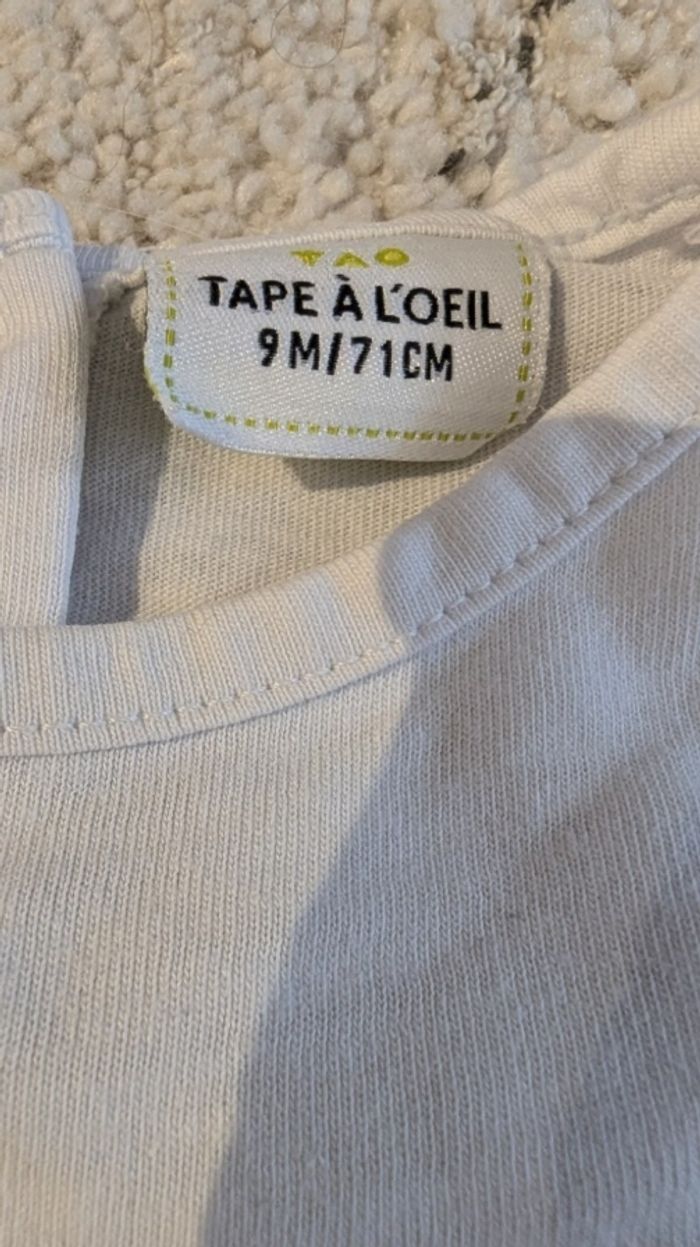 TAO
TAPE À L'OEIL
9M/71CM